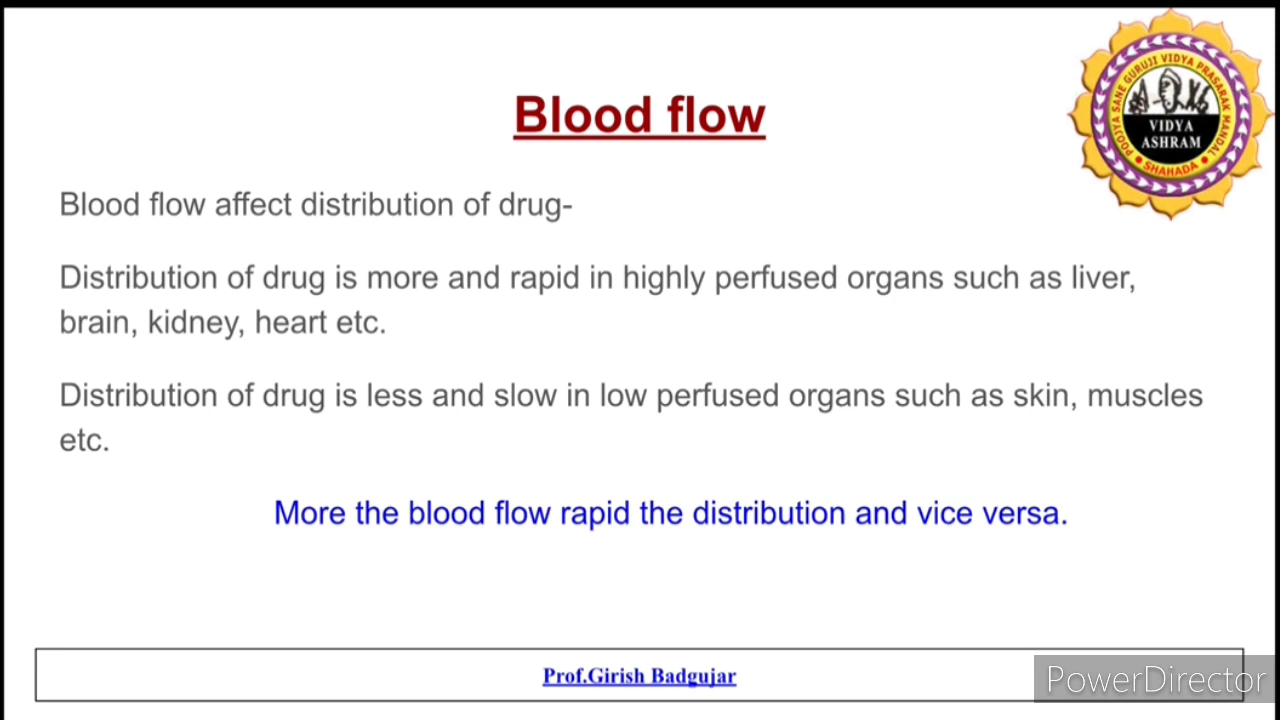 Blood flow
POOJYA SANE GURUJI VIDYA PRASARAK MANDAL
VIDYA
ASHRAM
SHAHADA
Blood flow affect distribution of drug-
Distribution of drug is more and rapid in highly perfused organs such as liver,
brain, kidney, heart etc.
Distribution of drug is less and slow in low perfused organs such as skin, muscles
etc.
More the blood flow rapid the distribution and vice versa.
Prof.Girish Badgujar
PowerDirector